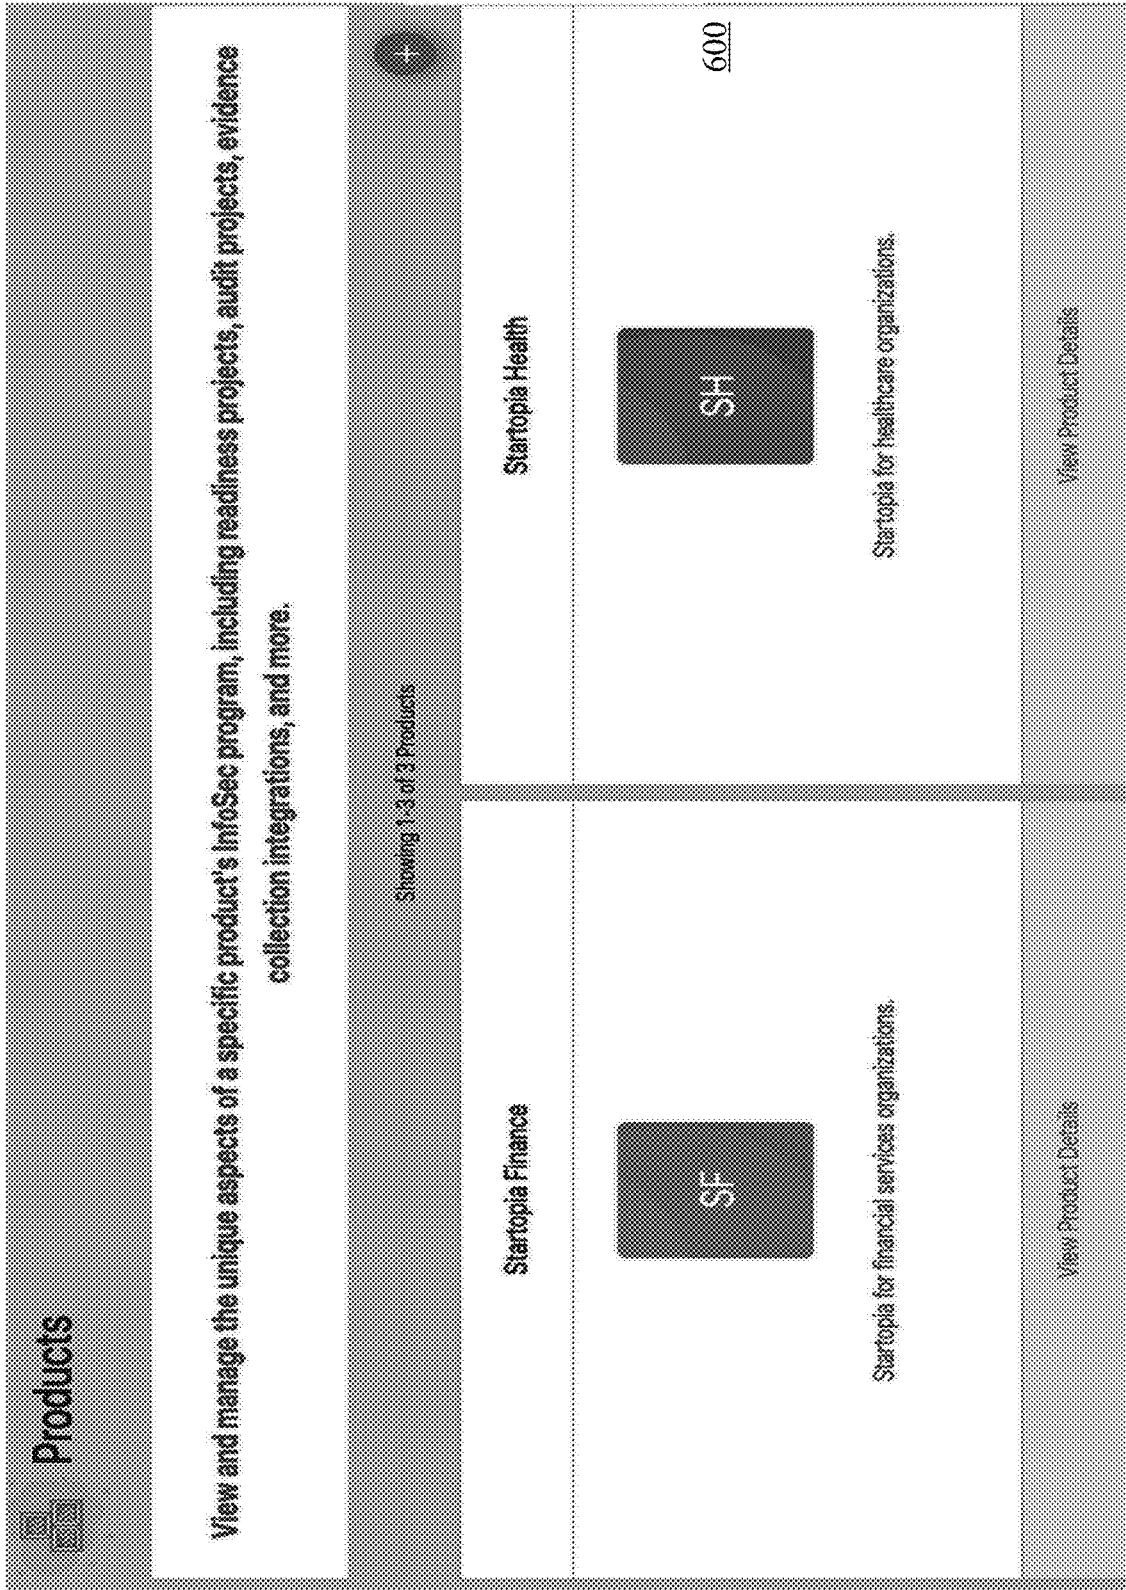 Products
View and manage the unique aspects of a specific product's InfoSec program, including readiness projects, audit projects, evidence
collection integrations, and more.
Showing 1-3 of 3 Products
+
Startopia Finance
SF
Startopia for financial services organizations.
View Product Details
Startopia Health
SH
Startopia for healthcare organizations.
View Product Details
600